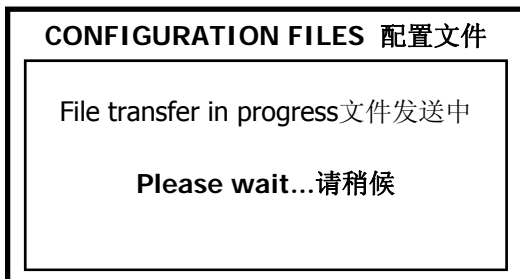 CONFIGURATION FILES 配置文件
File transfer in progress文件发送中
Please wait...请稍候